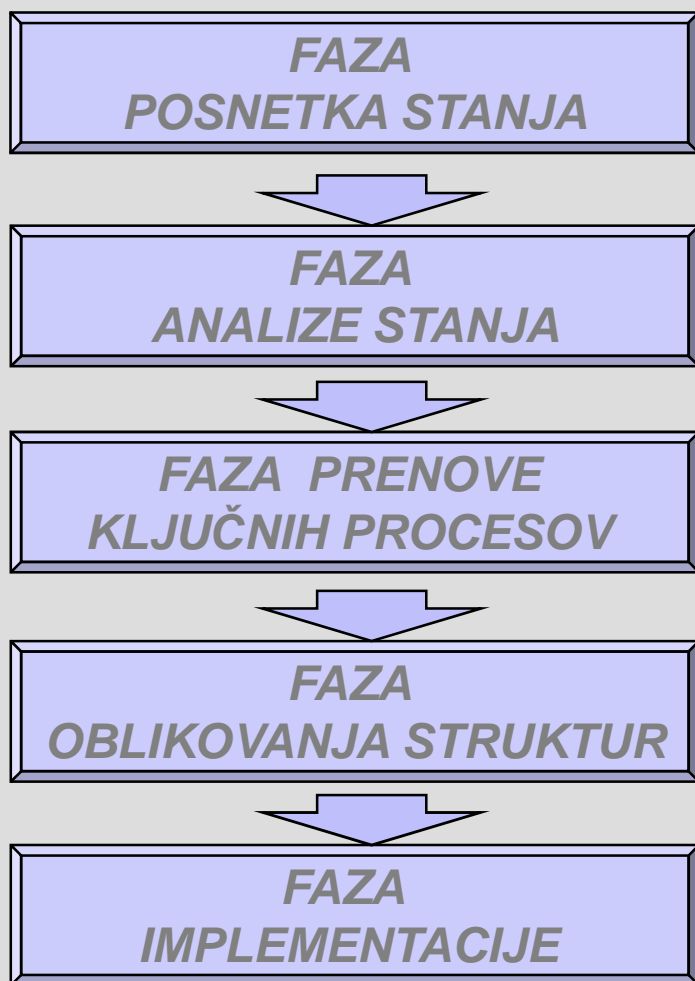 FAZA
POSNETKA STANJA
FAZA
ANALIZE STANJA
FAZA PRENOVE
KLJUČNIH PROCESOV
FAZA
OBLIKOVANJA STRUKTUR
FAZA
IMPLEMENTACIJE